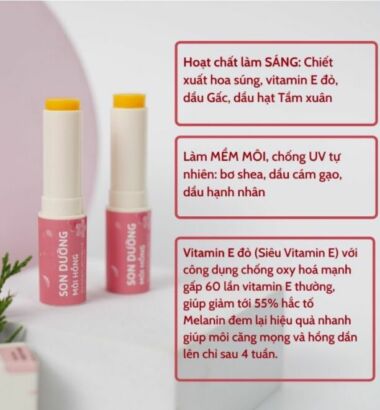 Hoạt chất làm SÁNG: Chiết
xuất hoa súng, vitamin E đỏ,
dầu Gấc, dầu hạt Tầm xuân
Làm MỀM MÔI, chống UV tự
nhiên: bơ shea, dầu cám gạo,
dầu hạnh nhân
Vitamin E đỏ (Siêu Vitamin E) với
công dụng chống oxy hoá mạnh
gấp 60 lần vitamin E thường,
giúp giảm tới 55% hắc tố
Melanin đem lại hiệu quả nhanh
giúp môi căng mọng và hồng dần
lên chỉ sau 4 tuần.
SON DƯỠNG
MÔI HỒNG
SON DƯỠNG
MÔI HỒNG